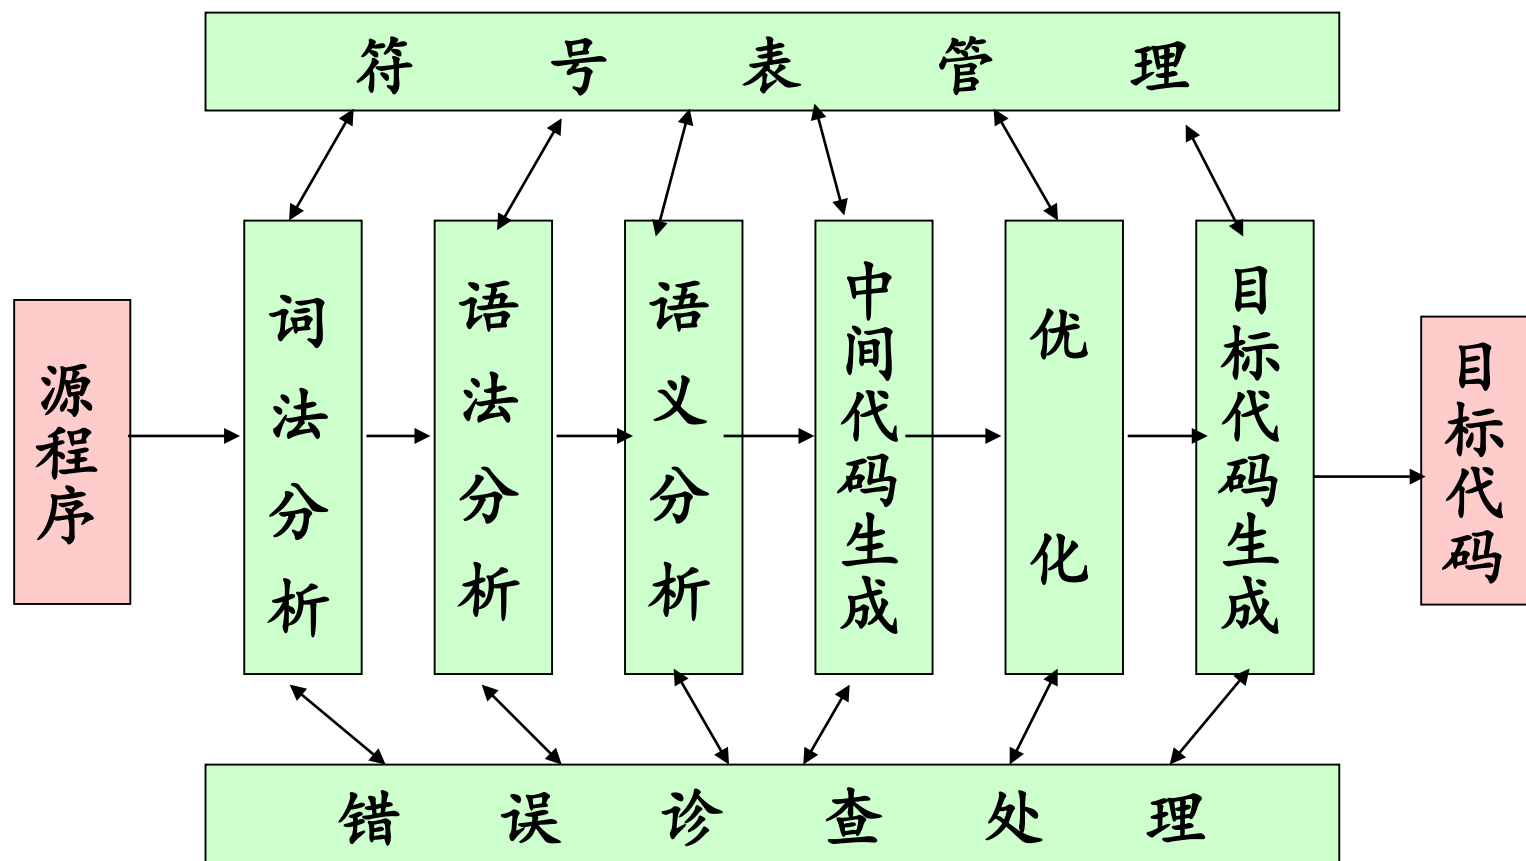 符号表管理
源程序
词法分析
语法分析
语义分析
中间代码生成
优化
目标代码生成
目标代码
错误诊查处理